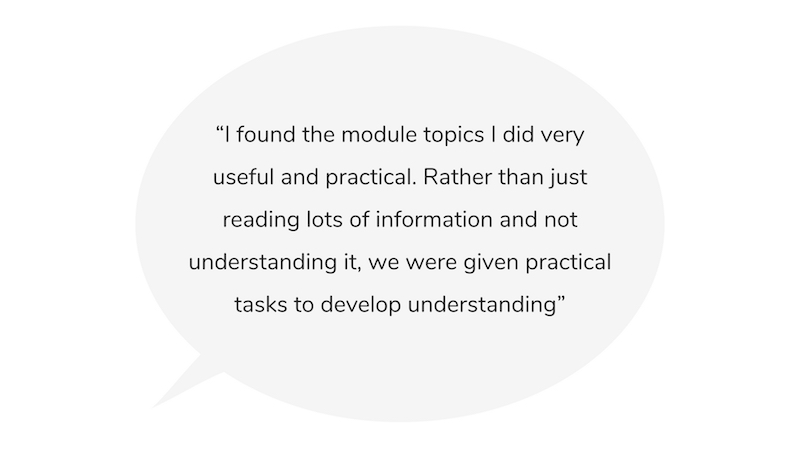 “I found the module topics I did very
useful and practical. Rather than just
reading lots of information and not
understanding it, we were given practical
tasks to develop understanding”